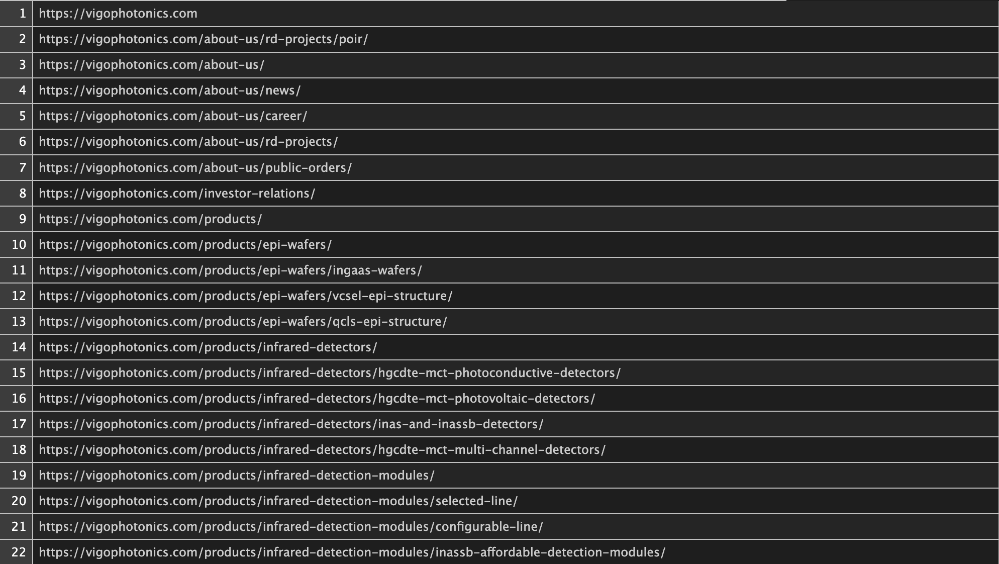 1 https://vigophotonics.com
2 https://vigophotonics.com/about-us/rd-projects/poir/
3 https://vigophotonics.com/about-us/
4 https://vigophotonics.com/about-us/news/
5 https://vigophotonics.com/about-us/career/
6 https://vigophotonics.com/about-us/rd-projects/
7 https://vigophotonics.com/about-us/public-orders/
8 https://vigophotonics.com/investor-relations/
9 https://vigophotonics.com/products/
10 https://vigophotonics.com/products/epi-wafers/
11 https://vigophotonics.com/products/epi-wafers/ingaas-wafers/
12 https://vigophotonics.com/products/epi-wafers/vcsel-epi-structure/
13 https://vigophotonics.com/products/epi-wafers/qcls-epi-structure/
14 https://vigophotonics.com/products/infrared-detectors/
15 https://vigophotonics.com/products/infrared-detectors/hgcdte-mct-photoconductive-detectors/
16 https://vigophotonics.com/products/infrared-detectors/hgcdte-mct-photovoltaic-detectors/
17 https://vigophotonics.com/products/infrared-detectors/inas-and-inassb-detectors/
18 https://vigophotonics.com/products/infrared-detectors/hgcdte-mct-multi-channel-detectors/
19 https://vigophotonics.com/products/infrared-detection-modules/
20 https://vigophotonics.com/products/infrared-detection-modules/selected-line/
21 https://vigophotonics.com/products/infrared-detection-modules/configurable-line/
22 https://vigophotonics.com/products/infrared-detection-modules/inassb-affordable-detection-modules/